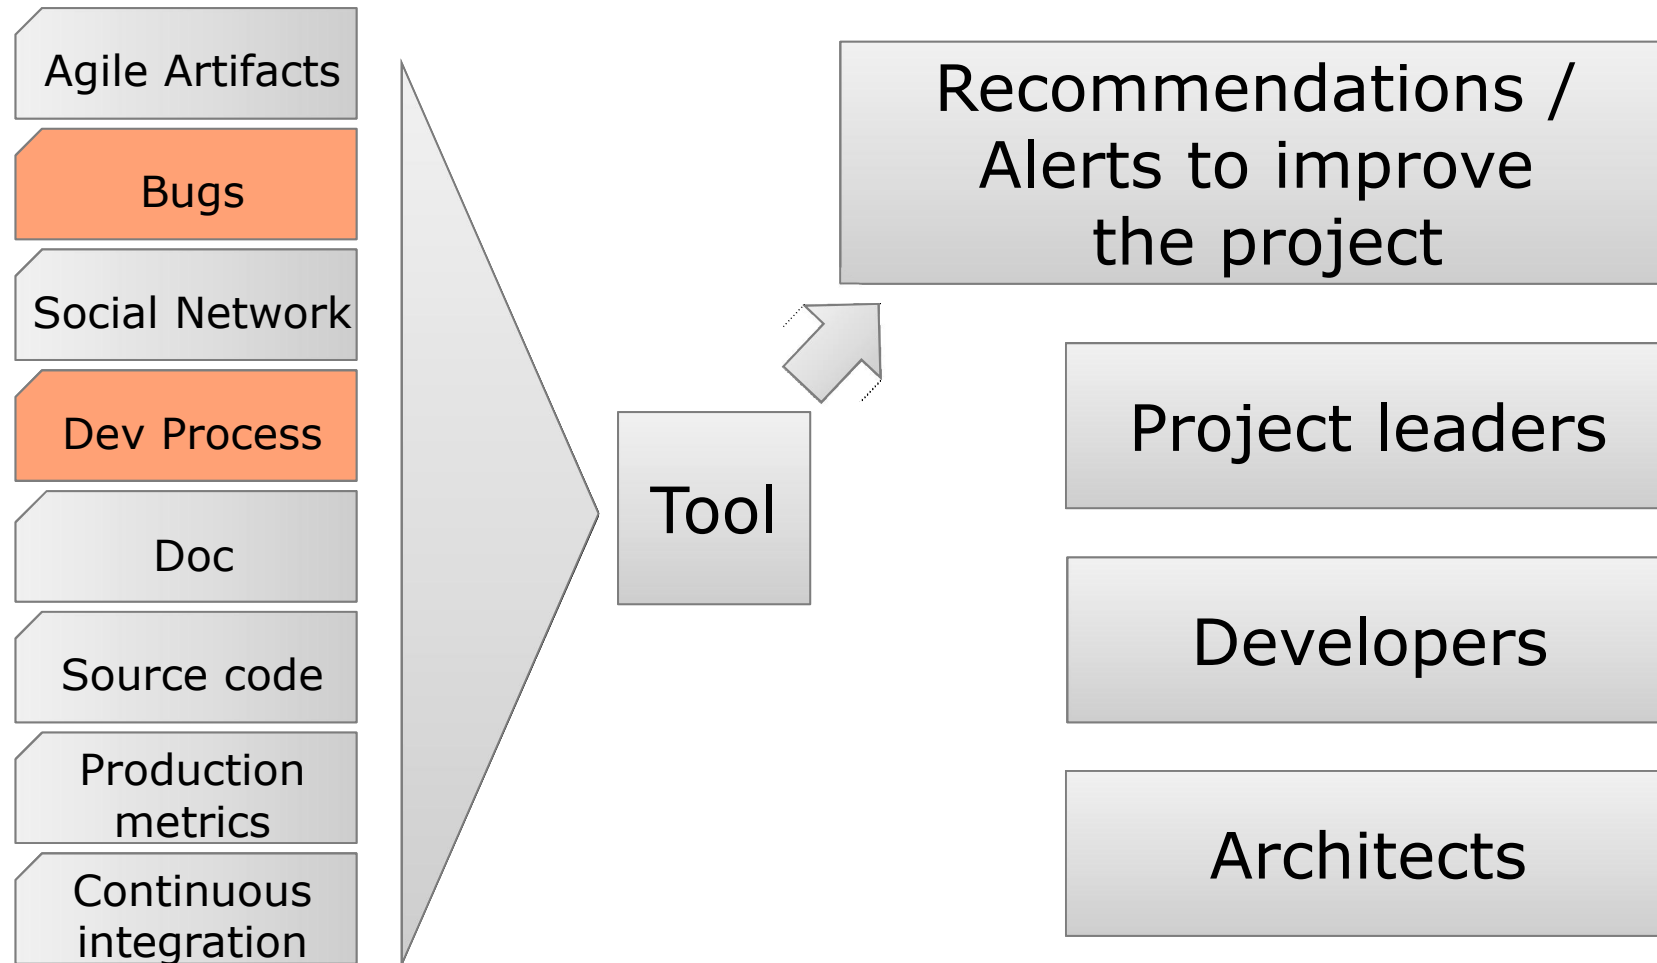 Agile Artifacts
Bugs
Social Network
Dev Process
Doc
Source code
Production
metrics
Continuous
integration
Tool
Recommendations /
Alerts to improve
the project
Project leaders
Developers
Architects